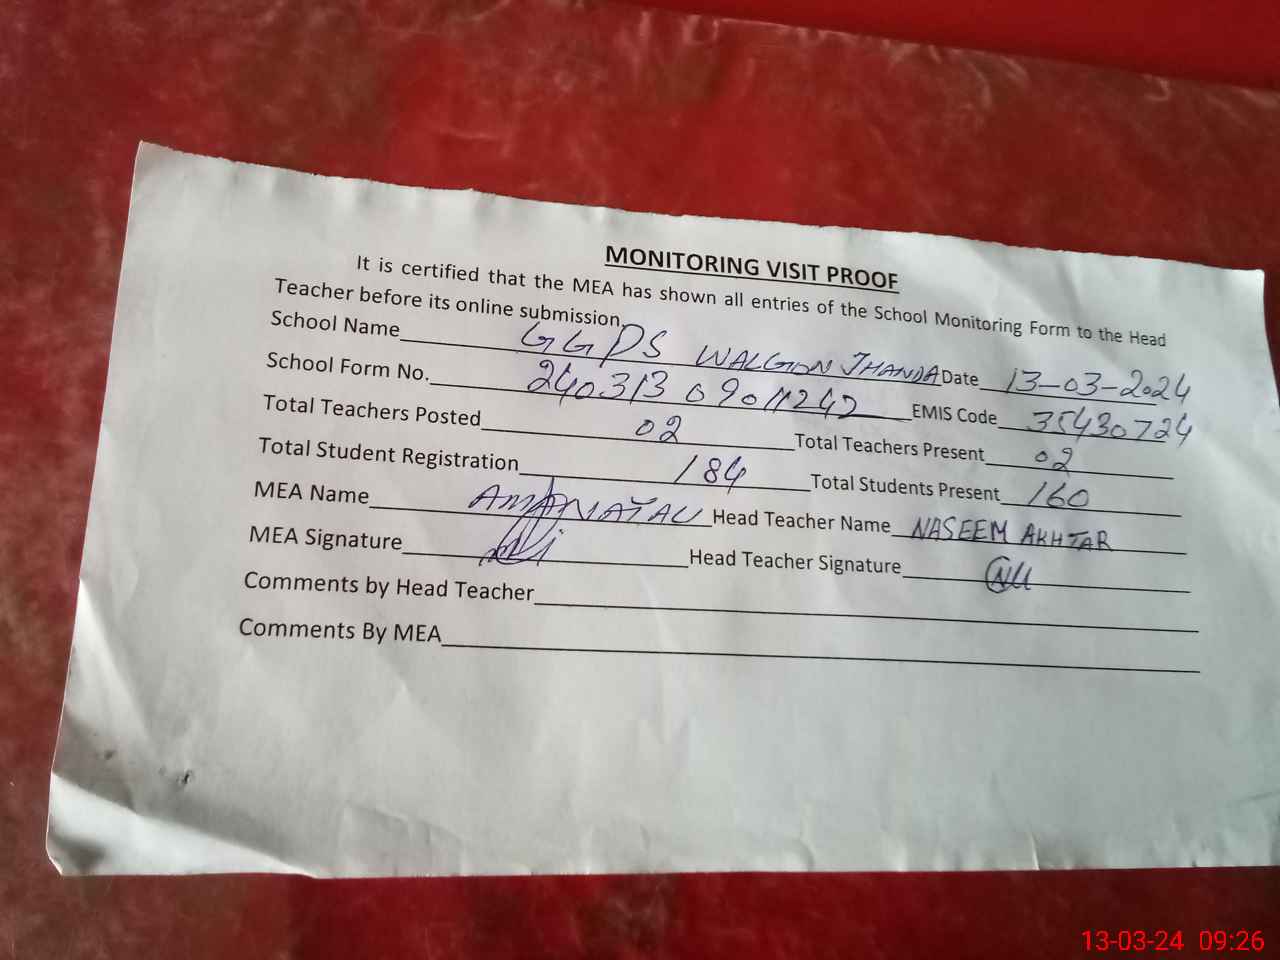 MONITORING VISIT PROOF
It is certified that the MEA has shown all entries of the School Monitoring Form to the Head
Teacher before its online submission.
School Name GGPS WALGON JHANDA Date 13-03-2024
School Form No. 240313 EMIS Code 35430724
Total Teachers Posted 02 Total Teachers Present 02
Total Student Registration 184 Total Students Present 160
MEA Name Head Teacher Name NASEEM AKHTAR
MEA Signature Head Teacher Signature
Comments by Head Teacher
Comments By MEA
13-03-24 09:26